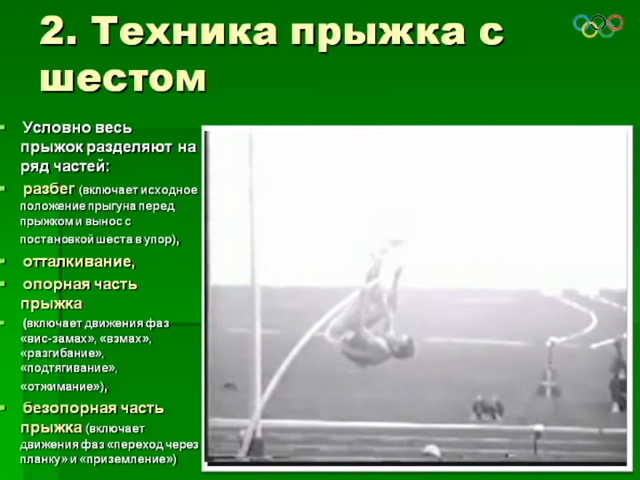 2. Техника прыжка с
шестом
Условно весь
прыжок разделяют на
ряд частей:
разбег (включает исходное
положение прыгуна перед
прыжком и вынос с
постановкой шеста в упор),
отталкивание,
опорная часть
прыжка
(включает движения фаз
«вис-замах», «взмах»,
«разгибание»,
«подтягивание»,
«отжимание»),
безопорная часть
прыжка (включает
движения фаз «переход через
планку» и «приземление»)